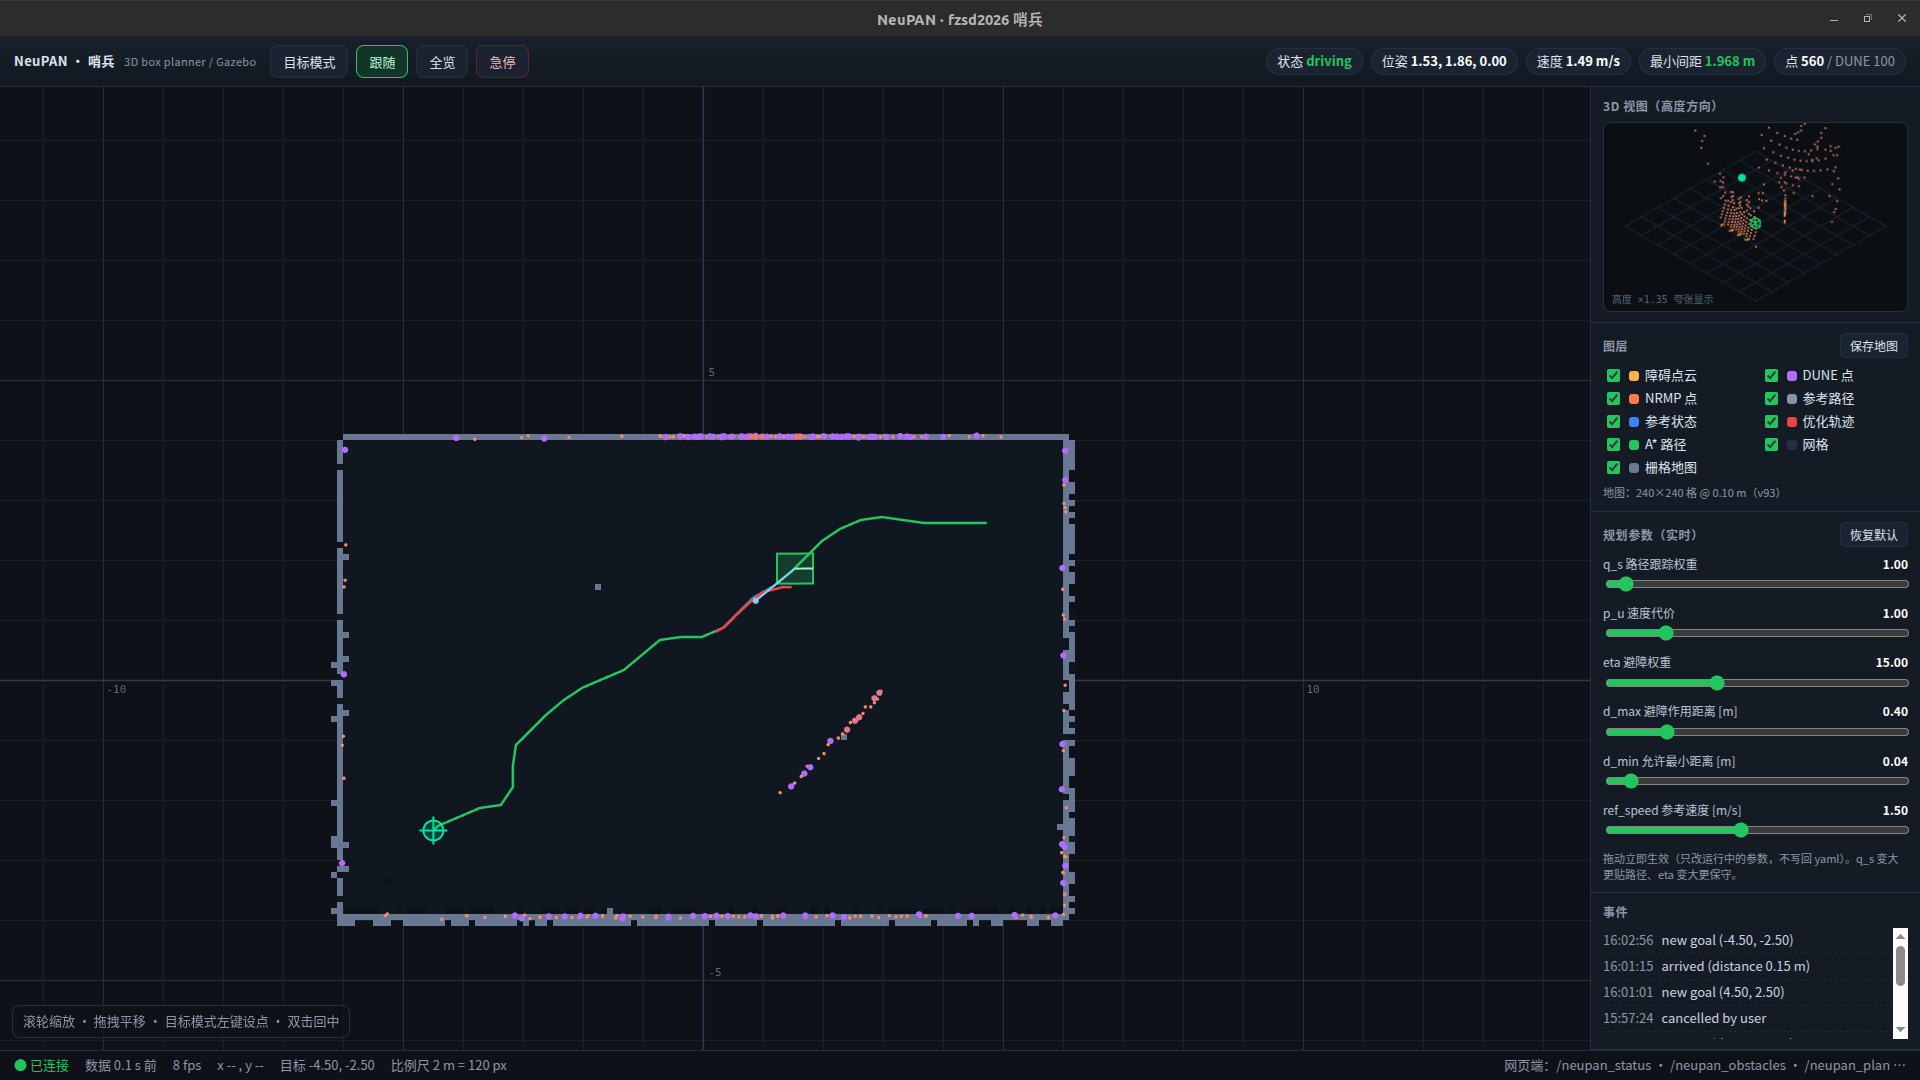 NeuPAN · fzsd2026 哨兵
NeuPAN · 哨兵 3D box planner / Gazebo 目标模式 跟随 全览 急停 状态 driving 位姿 1.53, 1.86, 0.00 速度 1.49 m/s 最小间距 1.968 m 点 560 / DUNE 100
5
-10
10
-5
滚轮缩放 · 拖拽平移 · 目标模式左键设点 · 双击回中
3D 视图（高度方向）
高度 ×1.35 夸张显示
图层 保存地图
障碍点云 DUNE 点
NRMP 点 参考路径
参考状态 优化轨迹
A* 路径 网格
栅格地图
地图：240×240 格 @ 0.10 m（v93）
规划参数（实时） 恢复默认
q_s 路径跟踪权重 1.00
p_u 速度代价 1.00
eta 避障权重 15.00
d_max 避障作用距离 [m] 0.40
d_min 允许最小距离 [m] 0.04
ref_speed 参考速度 [m/s] 1.50
拖动立即生效（只改运行中的参数，不写回 yaml）。q_s 变大
更贴路径、eta 变大更保守。
事件
16:02:56 new goal (-4.50, -2.50)
16:01:15 arrived (distance 0.15 m)
16:01:01 new goal (4.50, 2.50)
15:57:24 cancelled by user
已连接 数据 0.1 s 前 8 fps x -- , y -- 目标 -4.50, -2.50 比例尺 2 m = 120 px 网页端：/neupan_status · /neupan_obstacles · /neupan_plan ···